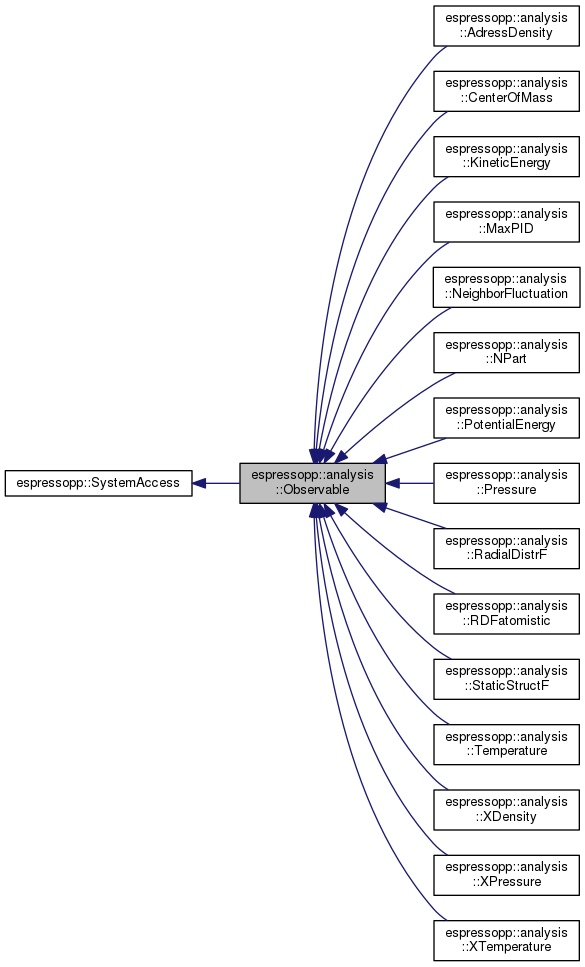 espressopp::analysis
::AdressDensity
espressopp::analysis
::CenterOfMass
espressopp::analysis
::KineticEnergy
espressopp::analysis
::MaxPID
espressopp::analysis
::NeighborFluctuation
espressopp::analysis
::NPart
espressopp::analysis
::PotentialEnergy
espressopp::SystemAccess
espressopp::analysis
::Observable
espressopp::analysis
::Pressure
espressopp::analysis
::RadialDistrF
espressopp::analysis
::RDFatomistic
espressopp::analysis
::StaticStructF
espressopp::analysis
::Temperature
espressopp::analysis
::XDensity
espressopp::analysis
::XPressure
espressopp::analysis
::XTemperature